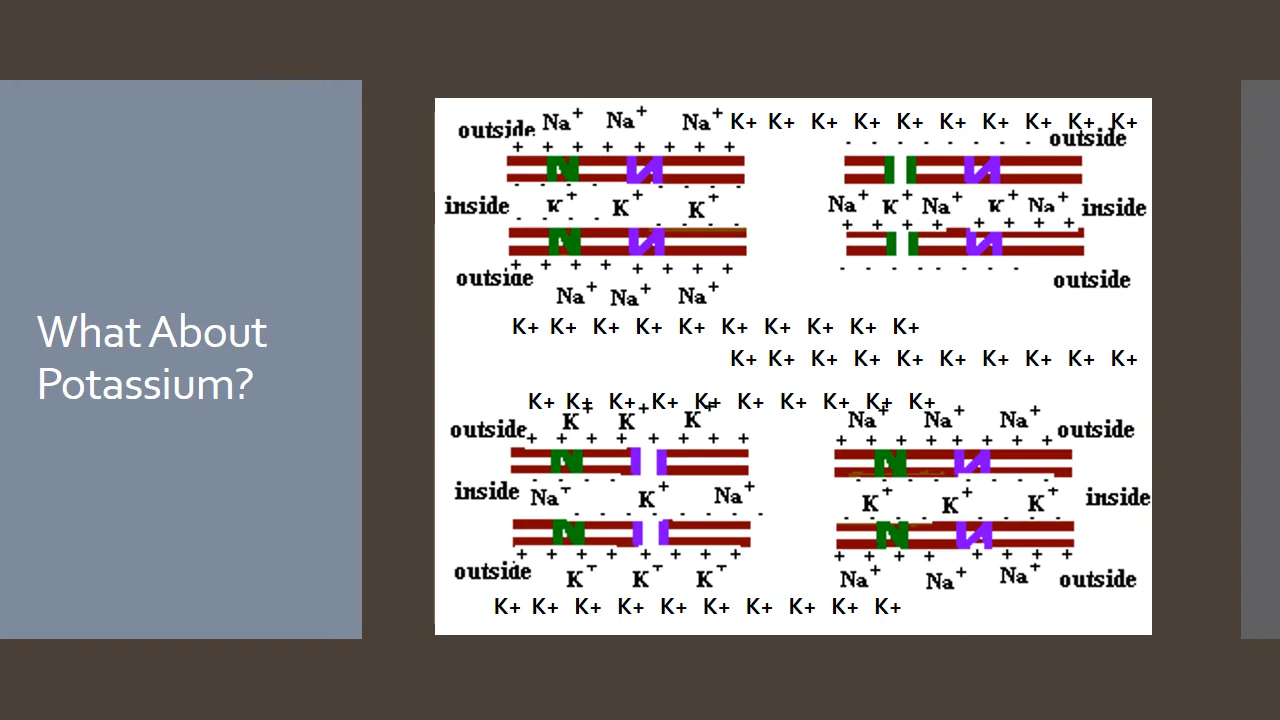 What About
Potassium?
Na+ Na+ Na+ K+ K+ K+ K+ K+ K+ K+ K+ K+ K+
outside outside
+ + + + + + + + - - - - - - -
N И И
inside K+ K+ K+ Na+ K+ Na+ K+ Na+ inside
N И И
outside outside
Na+ Na+ Na+
K+ K+ K+ K+ K+ K+ K+ K+ K+ K+
K+ K+ K+ K+ K+ K+ K+ K+ K+ K+
K+ K+ K+ K+ K+ K+ K+ K+ K+ K+
K+ K+ K+ Na+ Na+ Na+
outside outside
N N И
inside Na+ K+ Na+ K+ K+ K+ inside
N N И
outside K+ K+ K+ Na+ Na+ Na+ outside
K+ K+ K+ K+ K+ K+ K+ K+ K+ K+